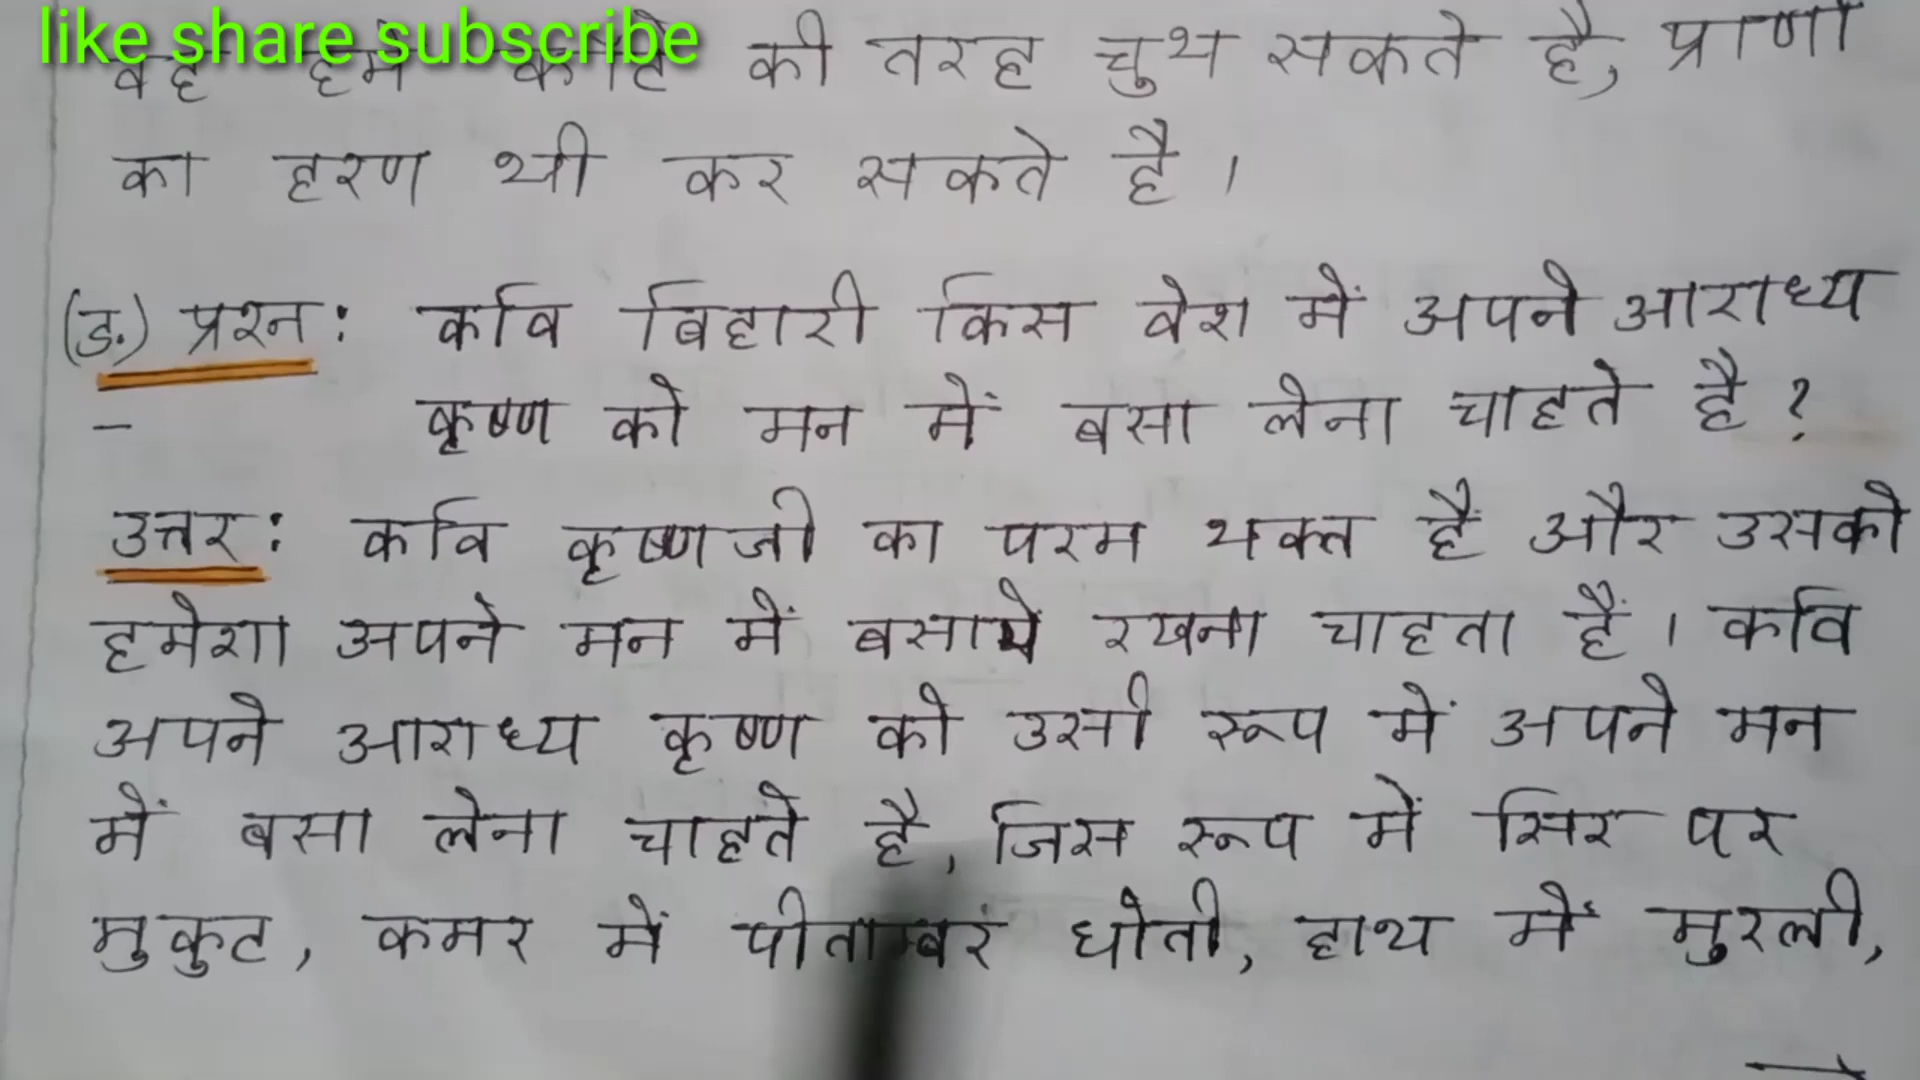 like share subscribe
वह हमें काटे की तरह चुभ सकते है, प्राणों
का हरण भी कर सकते है ।
(ङ.) प्रश्न : कवि बिहारी किस वेश में अपने आराध्य
- कृष्ण को मन में बसा लेना चाहते है ?
उत्तर : कवि कृष्णजी का परम भक्त हैं और उसको
हमेशा अपने मन में बसाये रखना चाहता हैं । कवि
अपने आराध्य कृष्ण को उसी रूप में अपने मन
में बसा लेना चाहते है, जिस रूप में सिर पर
मुकुट, कमर में पीताम्बरं धोती, हाथ में मुरली,